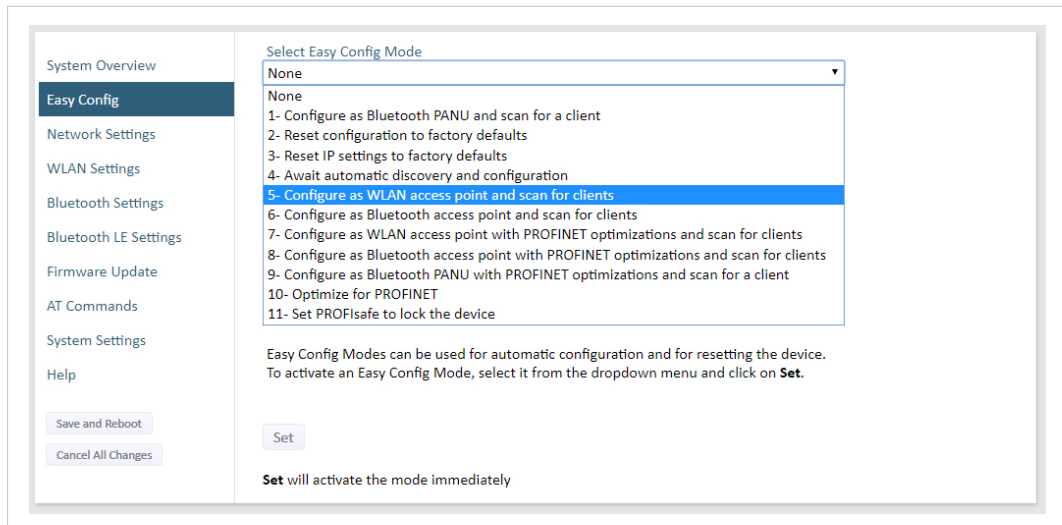 System Overview
Easy Config
Network Settings
WLAN Settings
Bluetooth Settings
Bluetooth LE Settings
Firmware Update
AT Commands
System Settings
Help
Save and Reboot
Cancel All Changes
Select Easy Config Mode
None
None
1- Configure as Bluetooth PANU and scan for a client
2- Reset configuration to factory defaults
3- Reset IP settings to factory defaults
4- Await automatic discovery and configuration
5- Configure as WLAN access point and scan for clients
6- Configure as Bluetooth access point and scan for clients
7- Configure as WLAN access point with PROFINET optimizations and scan for clients
8- Configure as Bluetooth access point with PROFINET optimizations and scan for clients
9- Configure as Bluetooth PANU with PROFINET optimizations and scan for a client
10- Optimize for PROFINET
11- Set PROFIsafe to lock the device
Easy Config Modes can be used for automatic configuration and for resetting the device.
To activate an Easy Config Mode, select it from the dropdown menu and click on Set.
Set
Set will activate the mode immediately